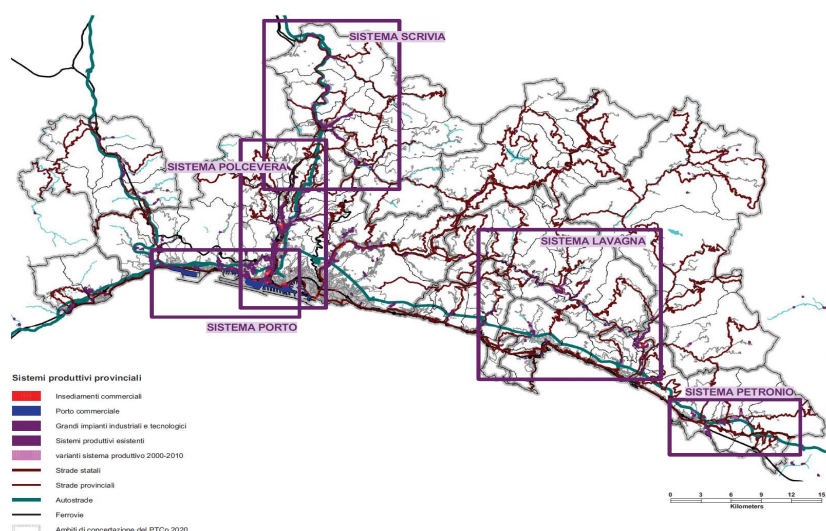 SISTEMA SCRIVIA
SISTEMA POLCEVERA
SISTEMA LAVAGNA
SISTEMA PORTO
SISTEMA PETRONIO
Sistemi produttivi provinciali
Insediamenti commerciali
Porto commerciale
Grandi impianti industriali e tecnologici
Sistemi produttivi esistenti
varianti sistema produttivo 2000-2010
Strade statali
Strade provinciali
Autostrade
Ferrovie
Ambiti di concertazione del PTCp 2020
0 3 6 9 12 15
Kilometers